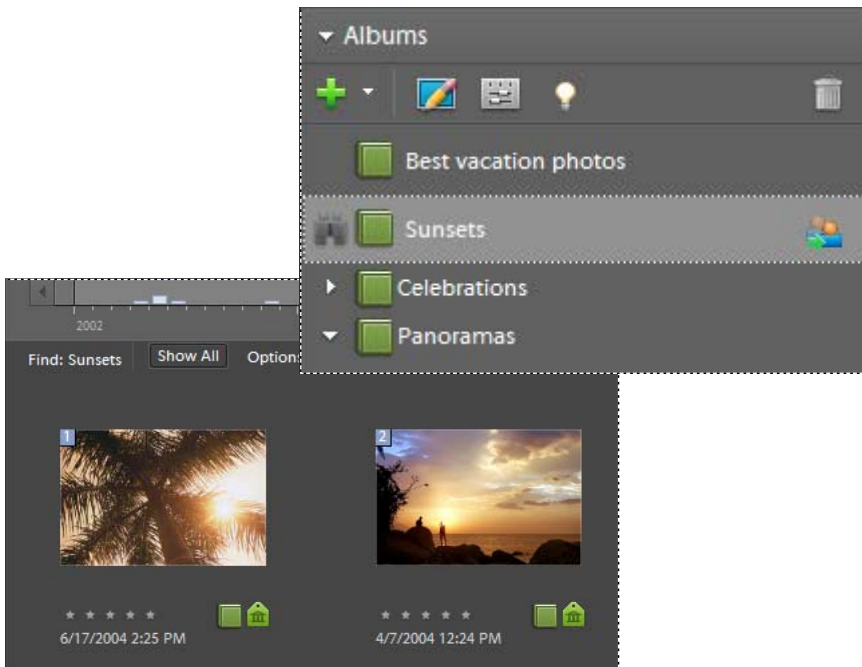 Albums
Best vacation photos
Sunsets
Celebrations
Panoramas
2002
Find: Sunsets
Show All
Option
1
2
6/17/2004 2:25 PM
4/7/2004 12:24 PM